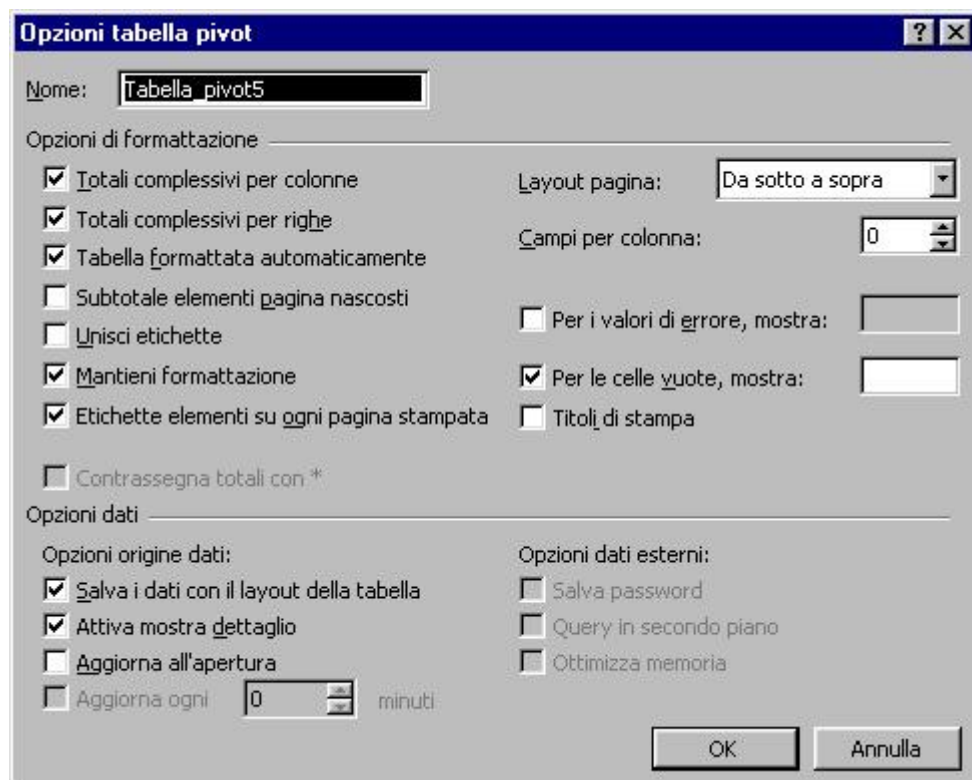 Opzioni tabella pivot
Nome: Tabella_pivot5
Opzioni di formattazione
Totali complessivi per colonne
Totali complessivi per righe
Tabella formattata automaticamente
Subtotale elementi pagina nascosti
Unisci etichette
Mantieni formattazione
Etichette elementi su ogni pagina stampata
Contrassegna totali con *
Layout pagina: Da sotto a sopra
Campi per colonna: 0
Per i valori di errore, mostra:
Per le celle vuote, mostra:
Titoli di stampa
Opzioni dati
Opzioni origine dati:
Salva i dati con il layout della tabella
Attiva mostra dettaglio
Aggiorna all'apertura
Aggiorna ogni 0 minuti
Opzioni dati esterni:
Salva password
Query in secondo piano
Ottimizza memoria
OK
Annulla